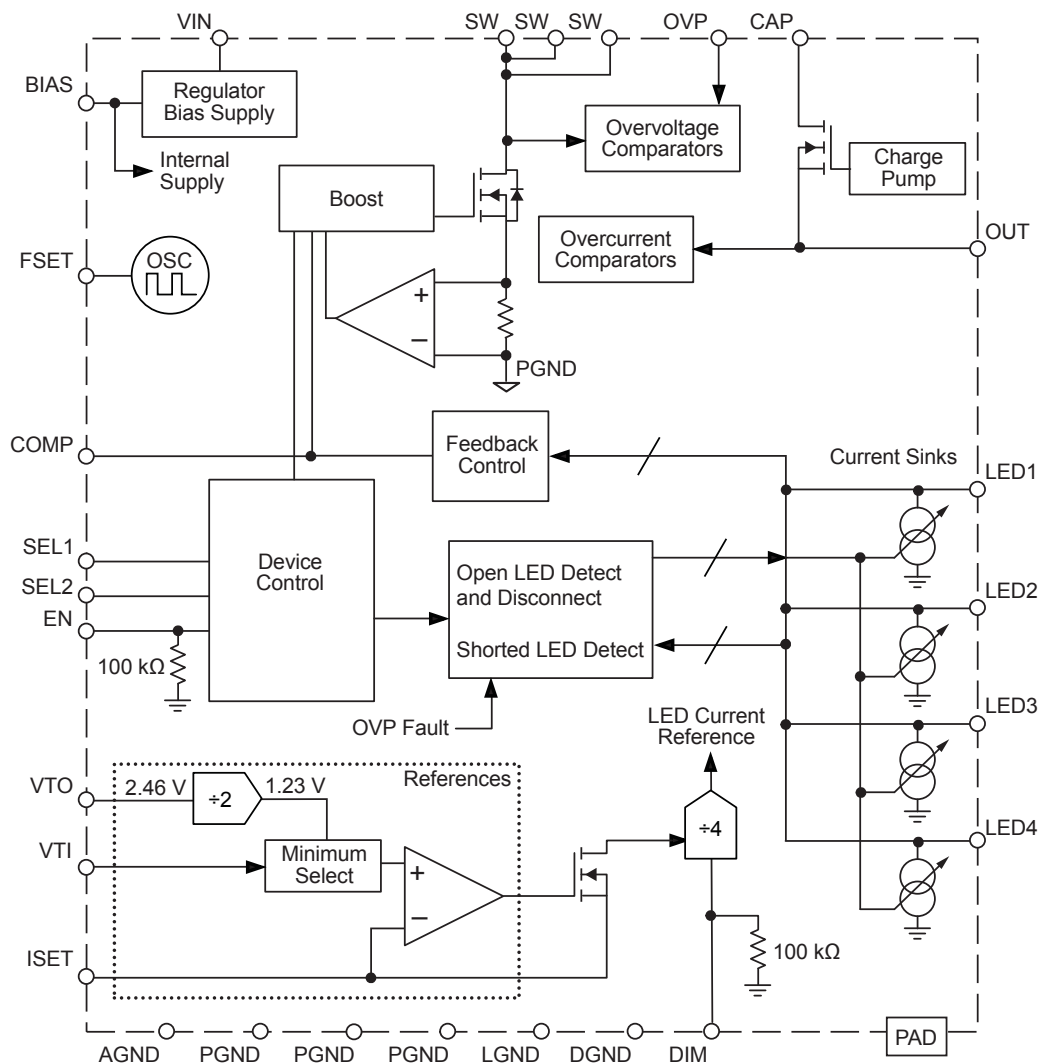 VIN
SW
SW
SW
OVP
CAP
BIAS
Regulator
Bias Supply
Internal
Supply
Overvoltage
Comparators
Charge
Pump
Boost
OUT
Overcurrent
Comparators
FSET
OSC
+
−
PGND
COMP
Feedback
Control
Current Sinks
LED1
SEL1
SEL2
EN
Device
Control
Open LED Detect
and Disconnect
Shorted LED Detect
LED2
100 kΩ
OVP Fault
LED Current
Reference
LED3
References
VTO
2.46 V
÷2
1.23 V
÷4
LED4
VTI
Minimum
Select
+
−
ISET
100 kΩ
AGND
PGND
PGND
PGND
LGND
DGND
DIM
PAD